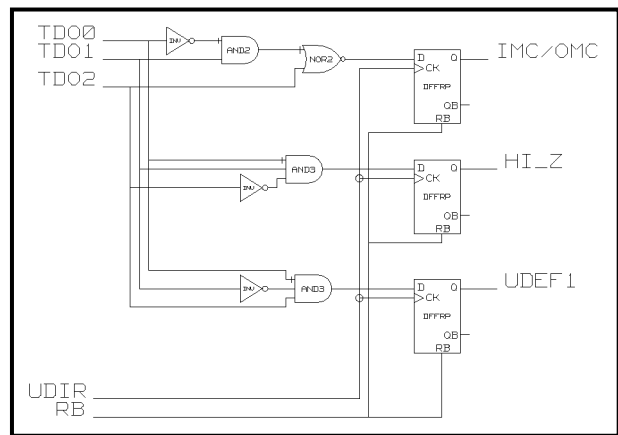 TDO0
TDO1
TDO2
INV
AND2
NOR2
D Q
CK
DFFRP
QB
RB
IMC/OMC
AND3
INV
D Q
CK
DFFRP
QB
RB
HI_Z
INV
AND3
D Q
CK
DFFRP
QB
RB
UDEF1
UDIR
RB